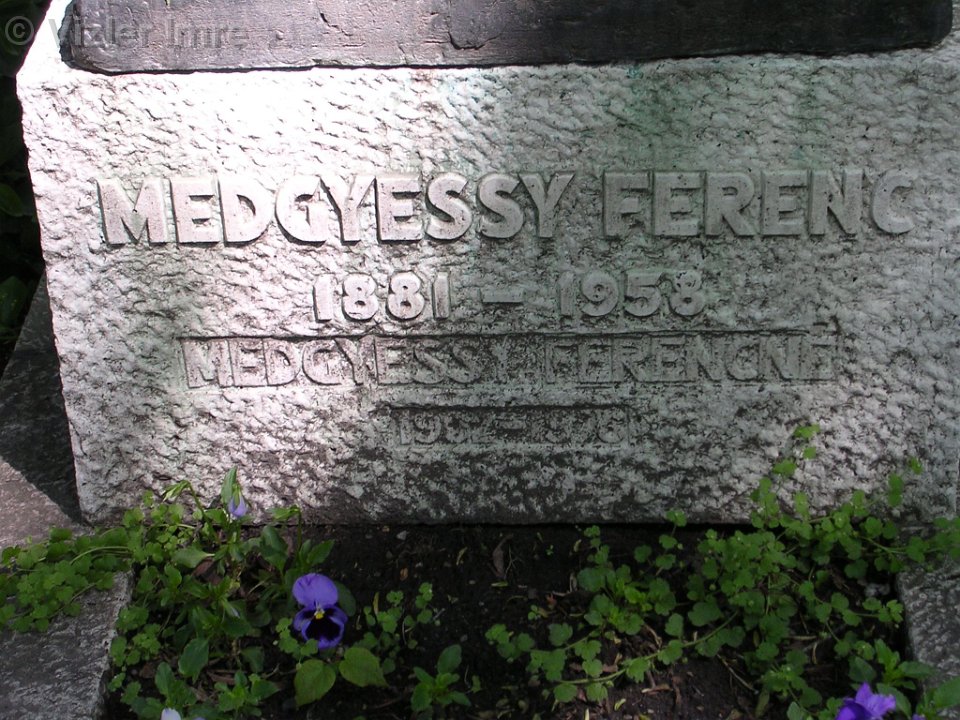 © Vizler Imre
MEDGYESSY FERENC
1881 – 1958
MEDGYESSY FERENCNÉ